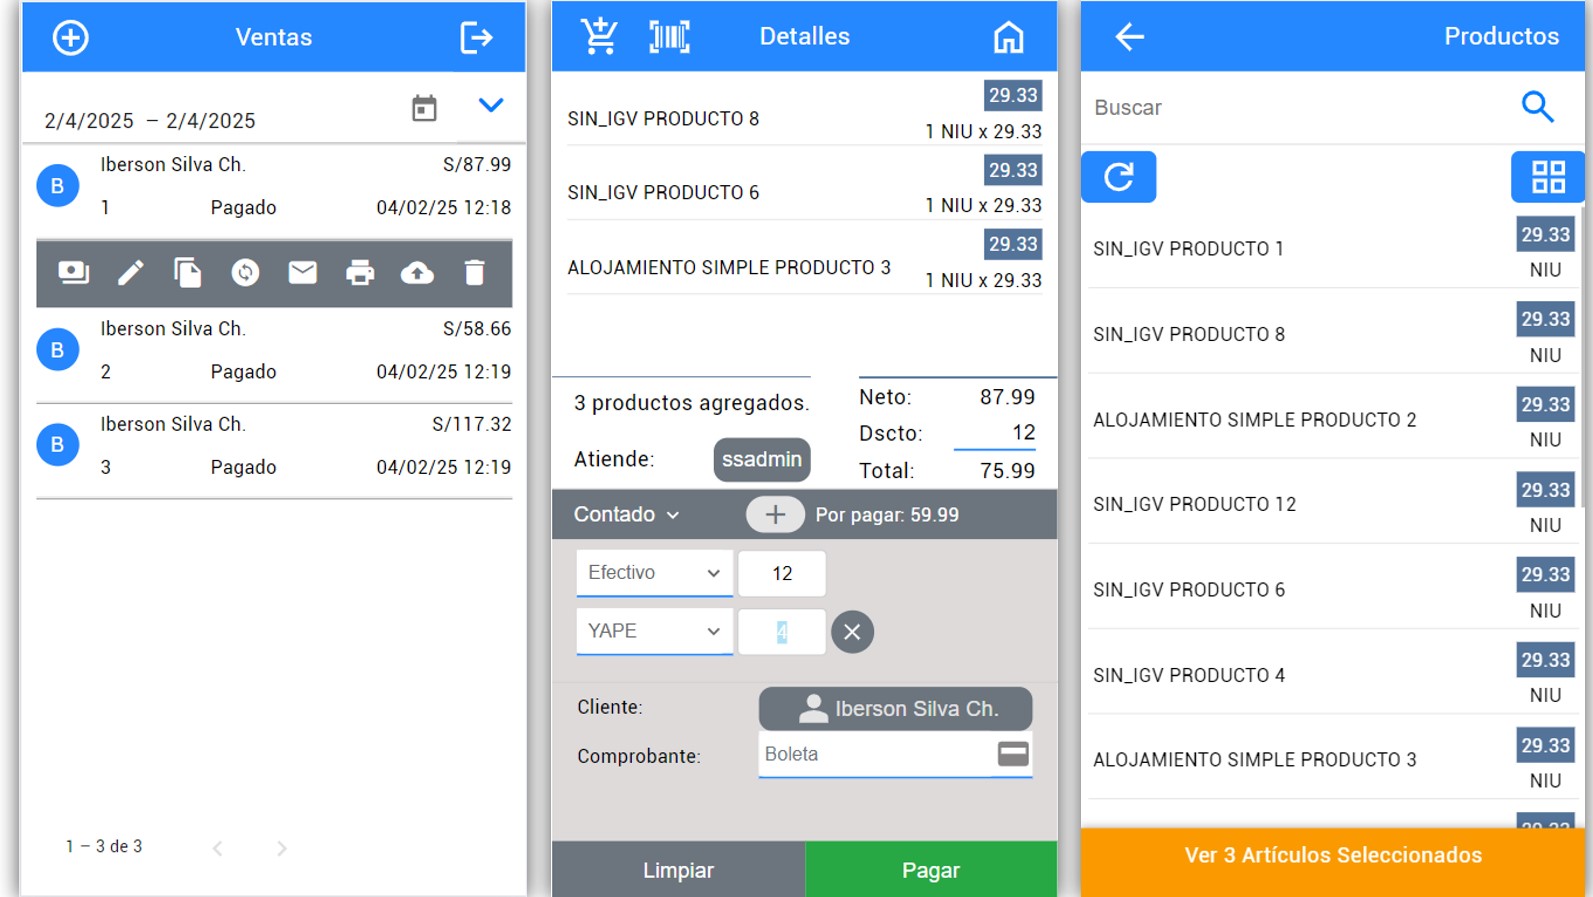 Ventas
2/4/2025 – 2/4/2025
B
Iberson Silva Ch. S/87.99
1 Pagado 04/02/25 12:18
B
Iberson Silva Ch. S/58.66
2 Pagado 04/02/25 12:19
B
Iberson Silva Ch. S/117.32
3 Pagado 04/02/25 12:19
1 – 3 de 3
Detalles
SIN_IGV PRODUCTO 8 29.33
1 NIU x 29.33
SIN_IGV PRODUCTO 6 29.33
1 NIU x 29.33
ALOJAMIENTO SIMPLE PRODUCTO 3 29.33
1 NIU x 29.33
3 productos agregados.
Atiende: ssadmin
Neto: 87.99
Dscto: 12
Total: 75.99
Contado + Por pagar: 59.99
Efectivo 12
YAPE 4
Cliente: Iberson Silva Ch.
Comprobante: Boleta
Limpiar Pagar
Productos
Buscar
SIN_IGV PRODUCTO 1 29.33
NIU
SIN_IGV PRODUCTO 8 29.33
NIU
ALOJAMIENTO SIMPLE PRODUCTO 2 29.33
NIU
SIN_IGV PRODUCTO 12 29.33
NIU
SIN_IGV PRODUCTO 6 29.33
NIU
SIN_IGV PRODUCTO 4 29.33
NIU
ALOJAMIENTO SIMPLE PRODUCTO 3 29.33
NIU
Ver 3 Artículos Seleccionados